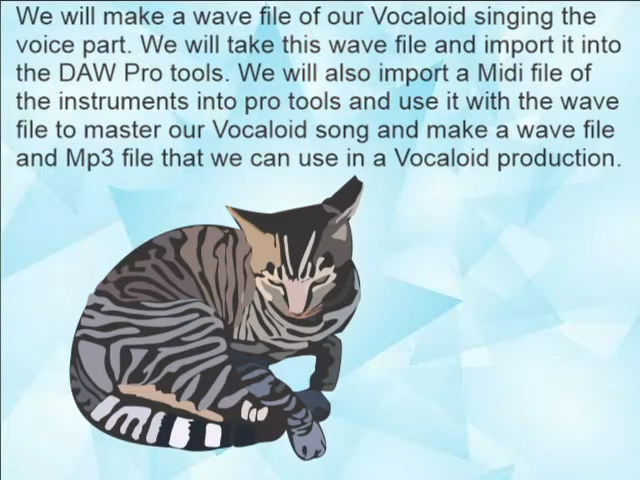 We will make a wave file of our Vocaloid singing the
voice part. We will take this wave file and import it into
the DAW Pro tools. We will also import a Midi file of
the instruments into pro tools and use it with the wave
file to master our Vocaloid song and make a wave file
and Mp3 file that we can use in a Vocaloid production.